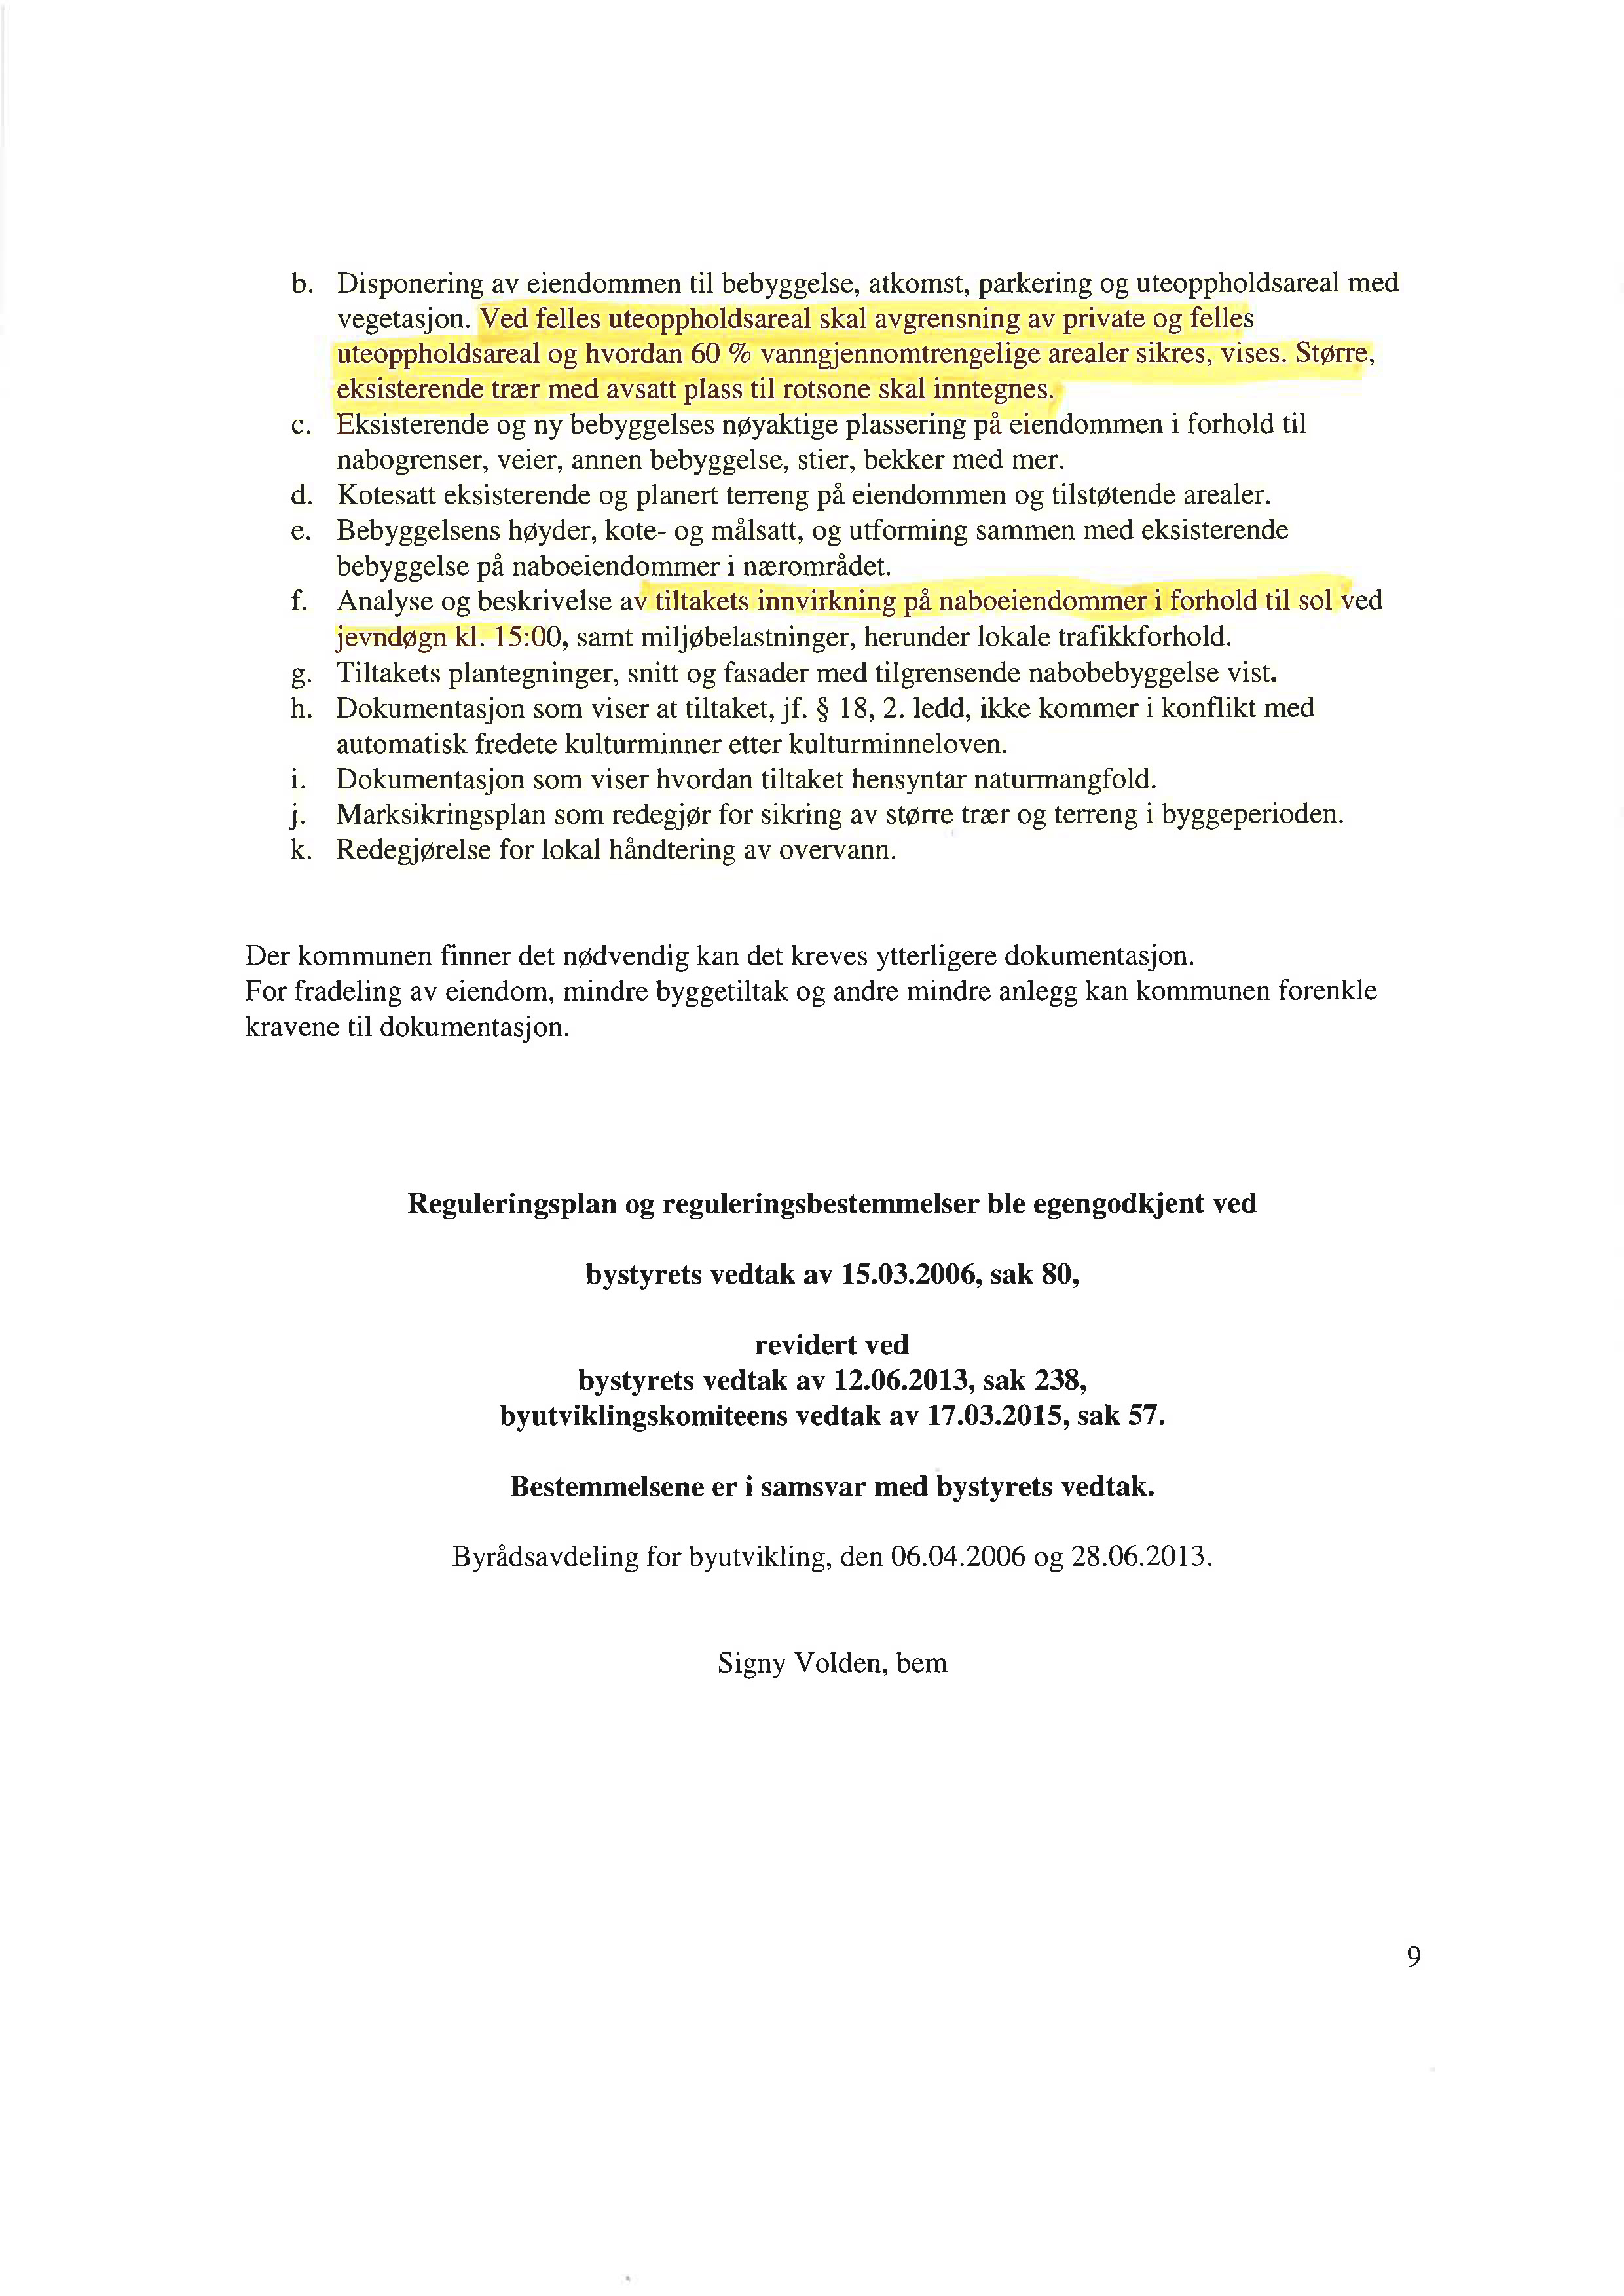 b. Disponering av eiendommen til bebyggelse, atkomst, parkering og uteoppholdsareal med
vegetasjon. Ved felles uteoppholdsareal skal avgrensning av private og felles
uteoppholdsareal og hvordan 60 % vanngjennomtrengelige arealer sikres, vises. Større,
eksisterende trær med avsatt plass til rotsone skal inntegnes.
c. Eksisterende og ny bebyggelses nøyaktige plassering på eiendommen i forhold til
nabogrenser, veier, annen bebyggelse, stier, bekker med mer.
d. Kotesatt eksisterende og planert terreng på eiendommen og tilstøtende arealer.
e. Bebyggelsens høyder, kote- og målsatt, og utforming sammen med eksisterende
bebyggelse på naboeiendommer i nærområdet.
f. Analyse og beskrivelse av tiltakets innvirkning på naboeiendommer i forhold til sol ved
jevndøgn kl. 15:00, samt miljøbelastninger, herunder lokale trafikkforhold.
g. Tiltakets plantegninger, snitt og fasader med tilgrensende nabobebyggelse vist.
h. Dokumentasjon som viser at tiltaket, jf. § 18, 2. ledd, ikke kommer i konflikt med
automatisk fredete kulturminner etter kulturminneloven.
i. Dokumentasjon som viser hvordan tiltaket hensyntar naturmangfold.
j. Marksikringsplan som redegjør for sikring av større trær og terreng i byggeperioden.
k. Redegjørelse for lokal håndtering av overvann.
Der kommunen finner det nødvendig kan det kreves ytterligere dokumentasjon.
For fradeling av eiendom, mindre byggetiltak og andre mindre anlegg kan kommunen forenkle
kravene til dokumentasjon.
Reguleringsplan og reguleringsbestemmelser ble egengodkjent ved
bystyrets vedtak av 15.03.2006, sak 80,
revidert ved
bystyrets vedtak av 12.06.2013, sak 238,
byutviklingskomiteens vedtak av 17.03.2015, sak 57.
Bestemmelsene er i samsvar med bystyrets vedtak.
Byrådsavdeling for byutvikling, den 06.04.2006 og 28.06.2013.
Signy Volden, bem
9